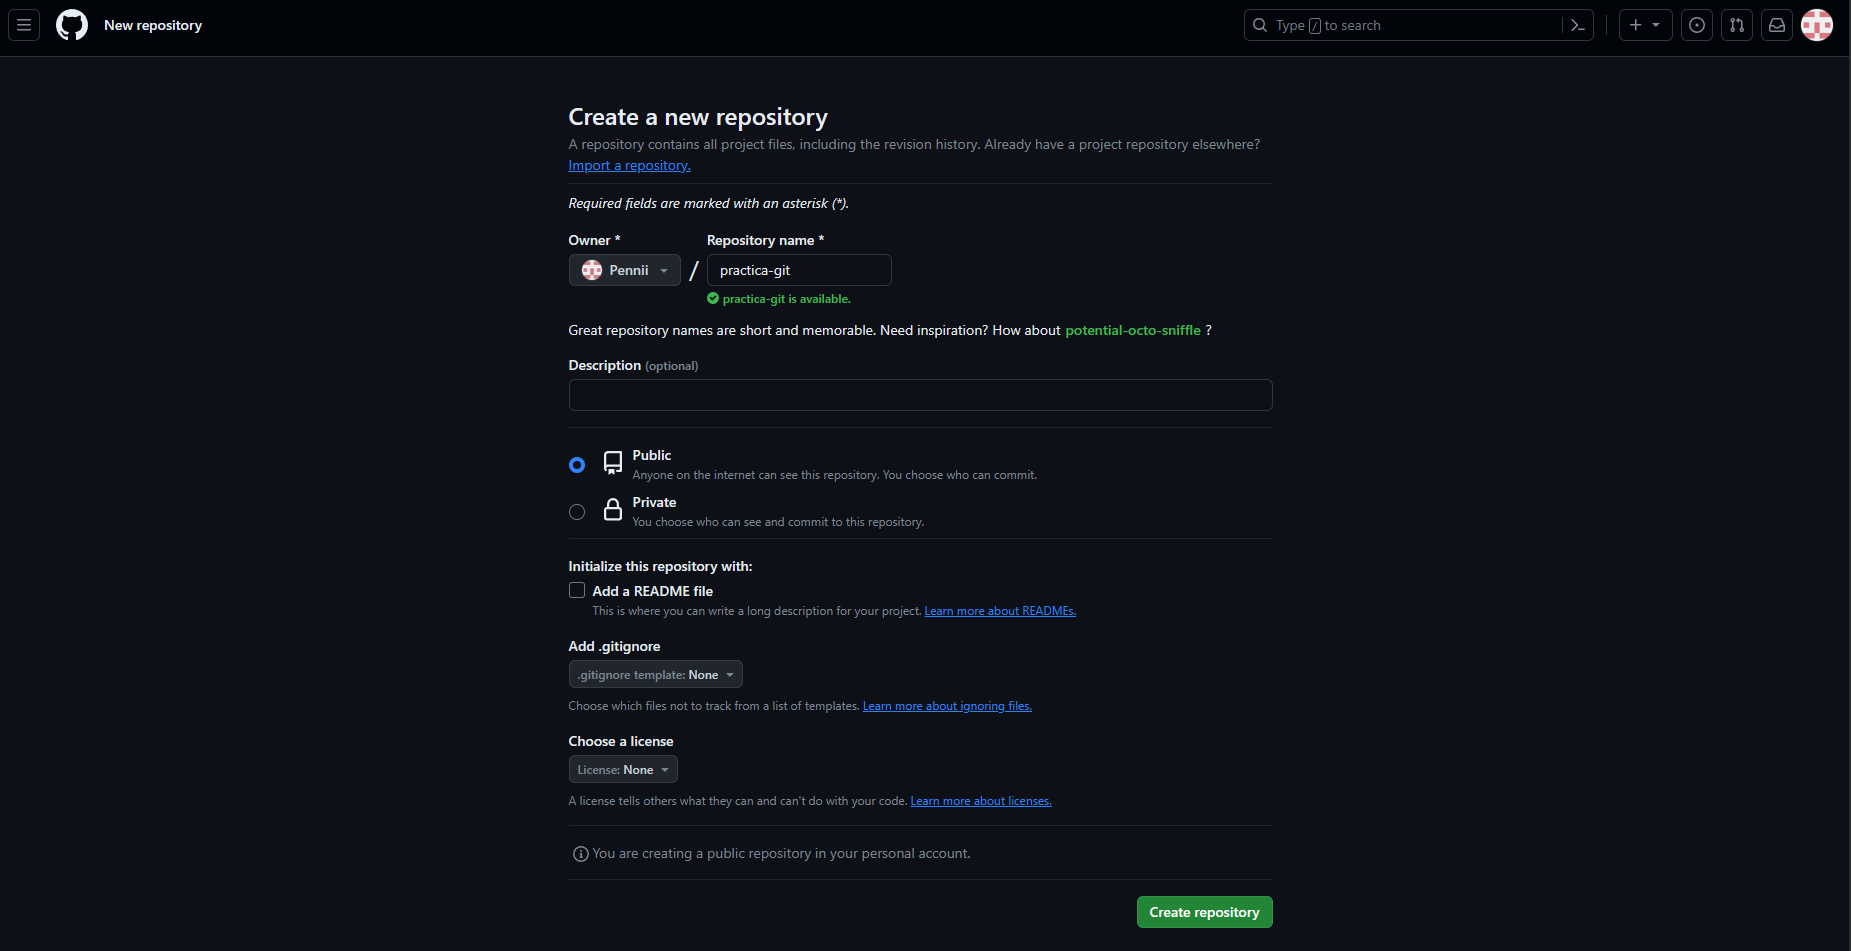 New repository
Type / to search
Create a new repository
A repository contains all project files, including the revision history. Already have a project repository elsewhere?
Import a repository.
Required fields are marked with an asterisk (*).
Owner *
Repository name *
Pennii
/
practica-git
practica-git is available.
Great repository names are short and memorable. Need inspiration? How about potential-octo-sniffle ?
Description (optional)
Public
Anyone on the internet can see this repository. You choose who can commit.
Private
You choose who can see and commit to this repository.
Initialize this repository with:
Add a README file
This is where you can write a long description for your project. Learn more about READMEs.
Add .gitignore
.gitignore template: None
Choose which files not to track from a list of templates. Learn more about ignoring files.
Choose a license
License: None
A license tells others what they can and can't do with your code. Learn more about licenses.
You are creating a public repository in your personal account.
Create repository